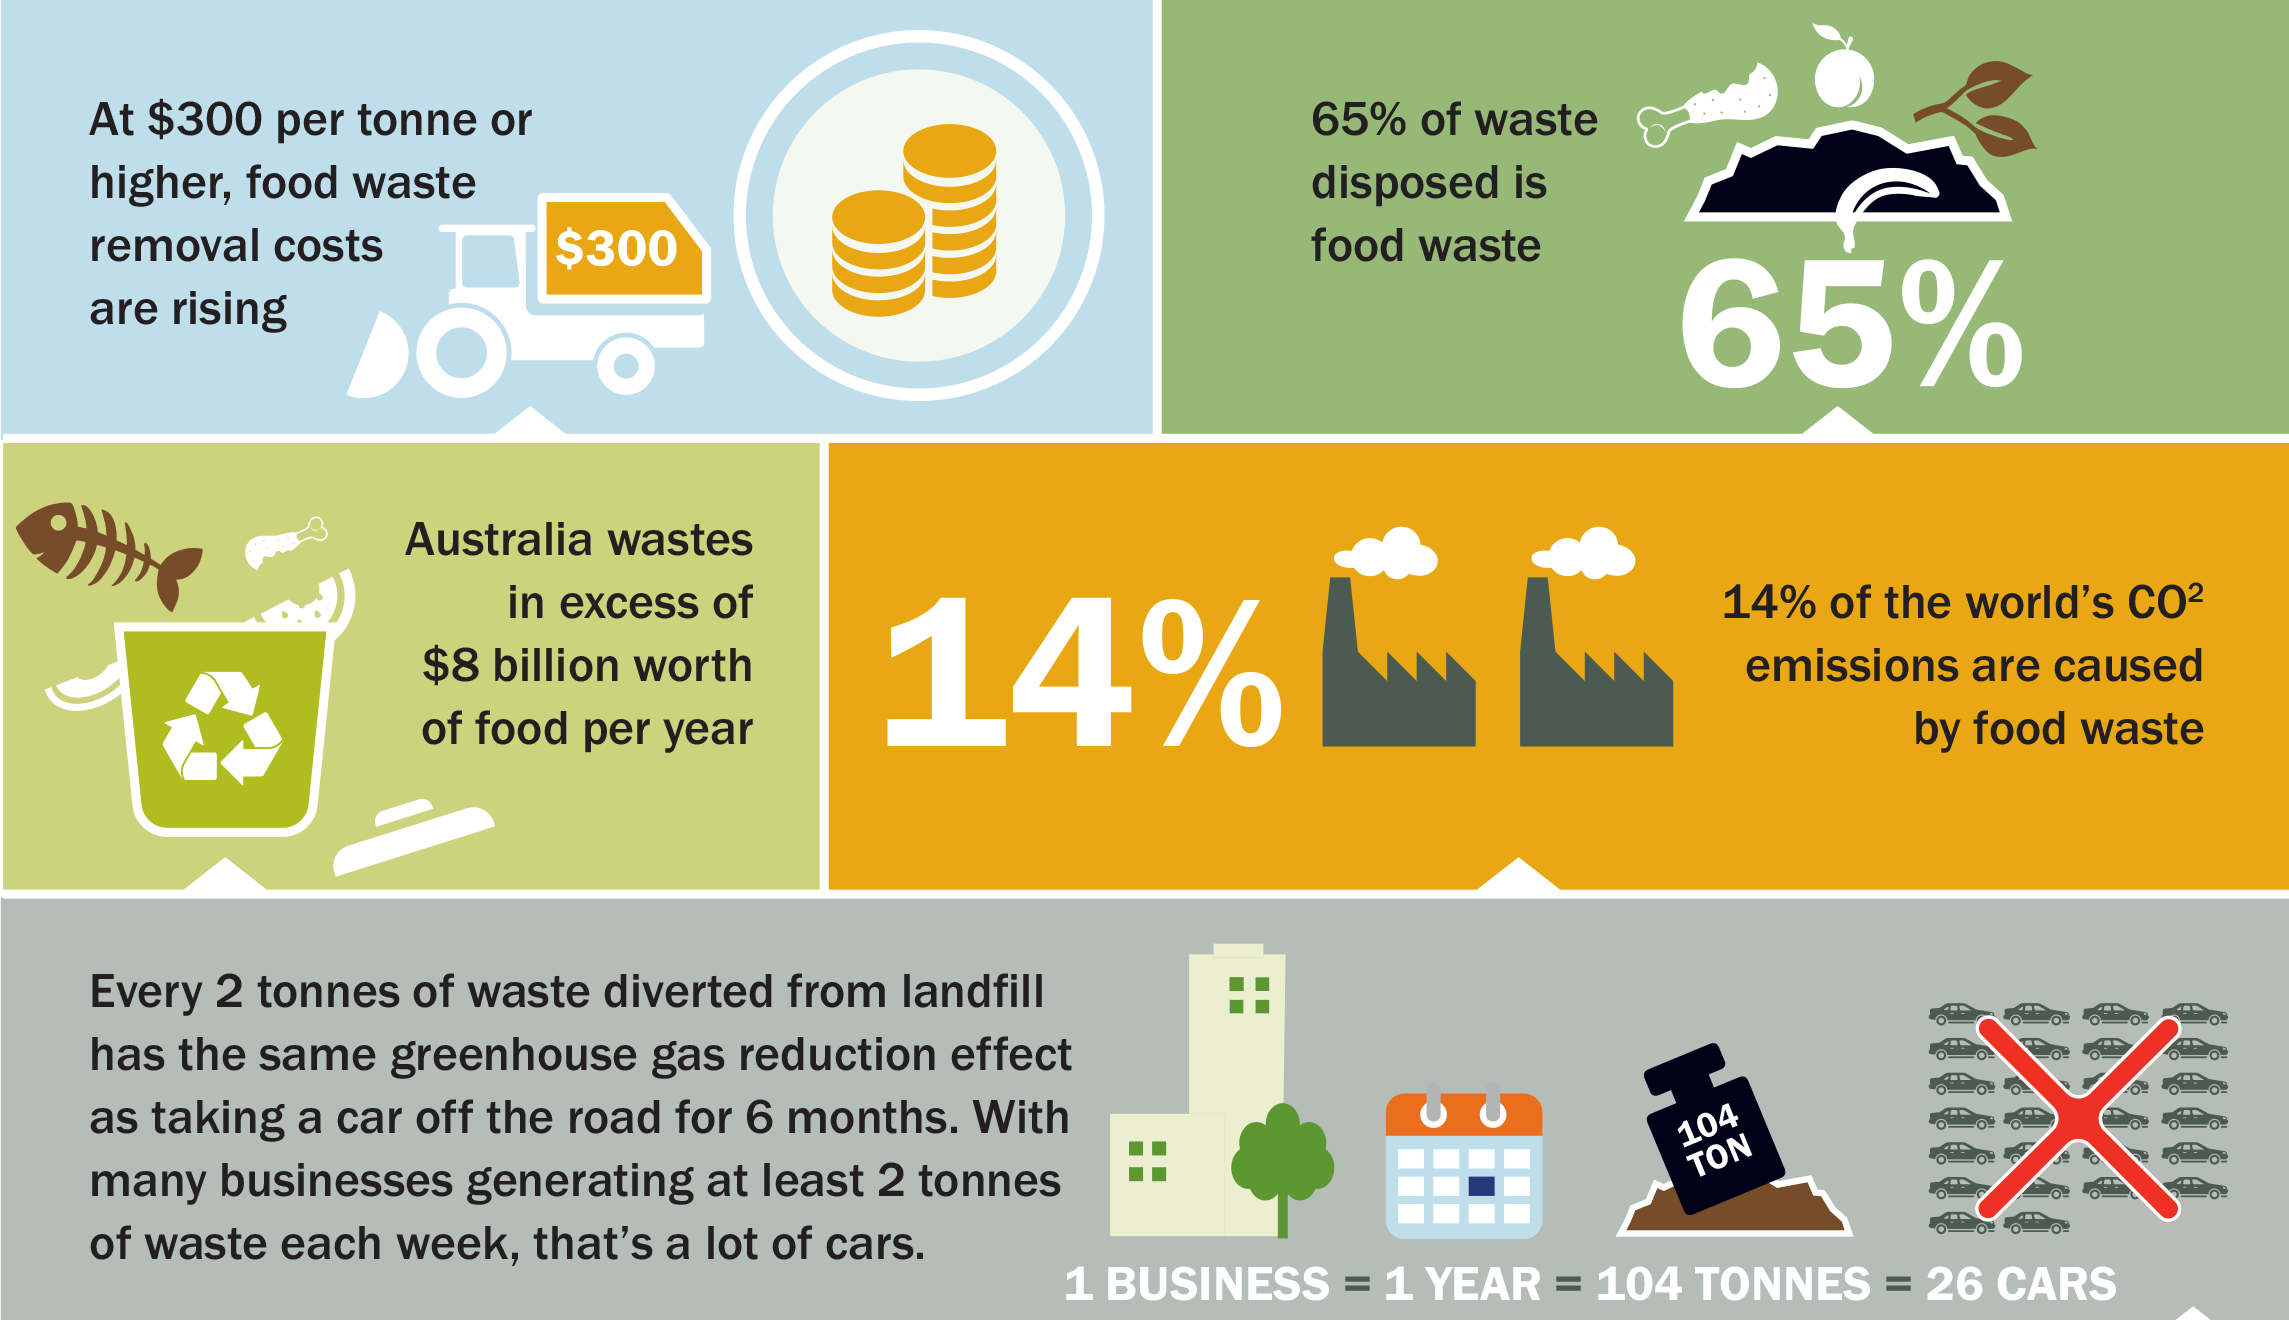 At $300 per tonne or
higher, food waste
removal costs
are rising
$300
65% of waste
disposed is
food waste
65%
Australia wastes
in excess of
$8 billion worth
of food per year
14%
14% of the world’s CO²
emissions are caused
by food waste
Every 2 tonnes of waste diverted from landfill
has the same greenhouse gas reduction effect
as taking a car off the road for 6 months. With
many businesses generating at least 2 tonnes
of waste each week, that’s a lot of cars.
104
TON
1 BUSINESS = 1 YEAR = 104 TONNES = 26 CARS